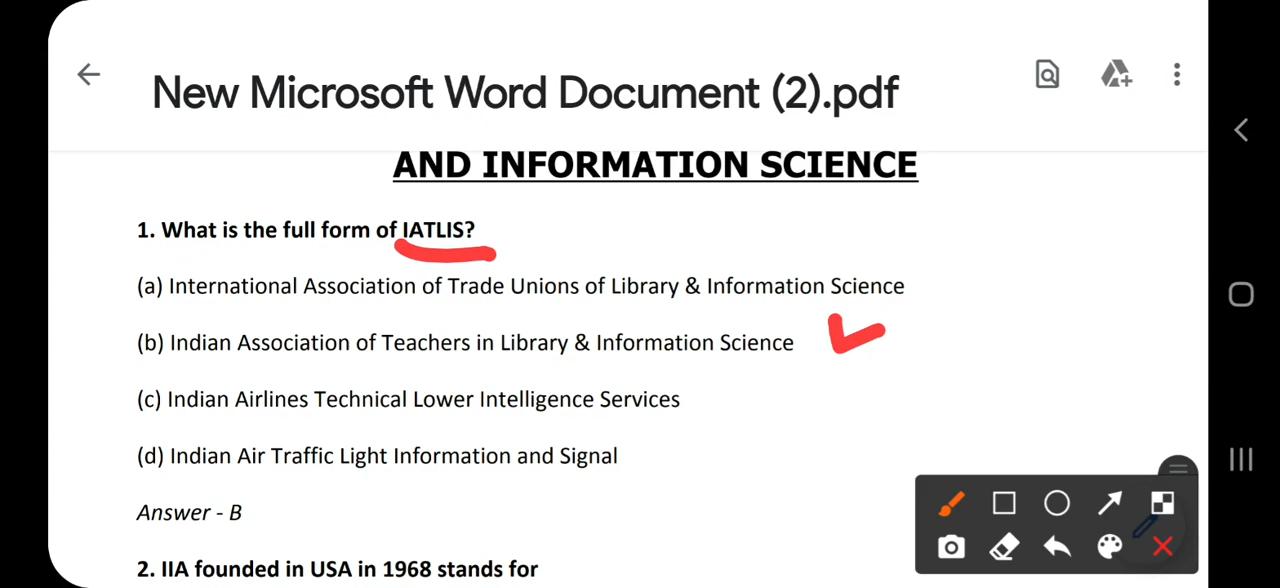 New Microsoft Word Document (2).pdf
AND INFORMATION SCIENCE
1. What is the full form of IATLIS?
(a) International Association of Trade Unions of Library & Information Science
(b) Indian Association of Teachers in Library & Information Science
(c) Indian Airlines Technical Lower Intelligence Services
(d) Indian Air Traffic Light Information and Signal
Answer - B
2. IIA founded in USA in 1968 stands for